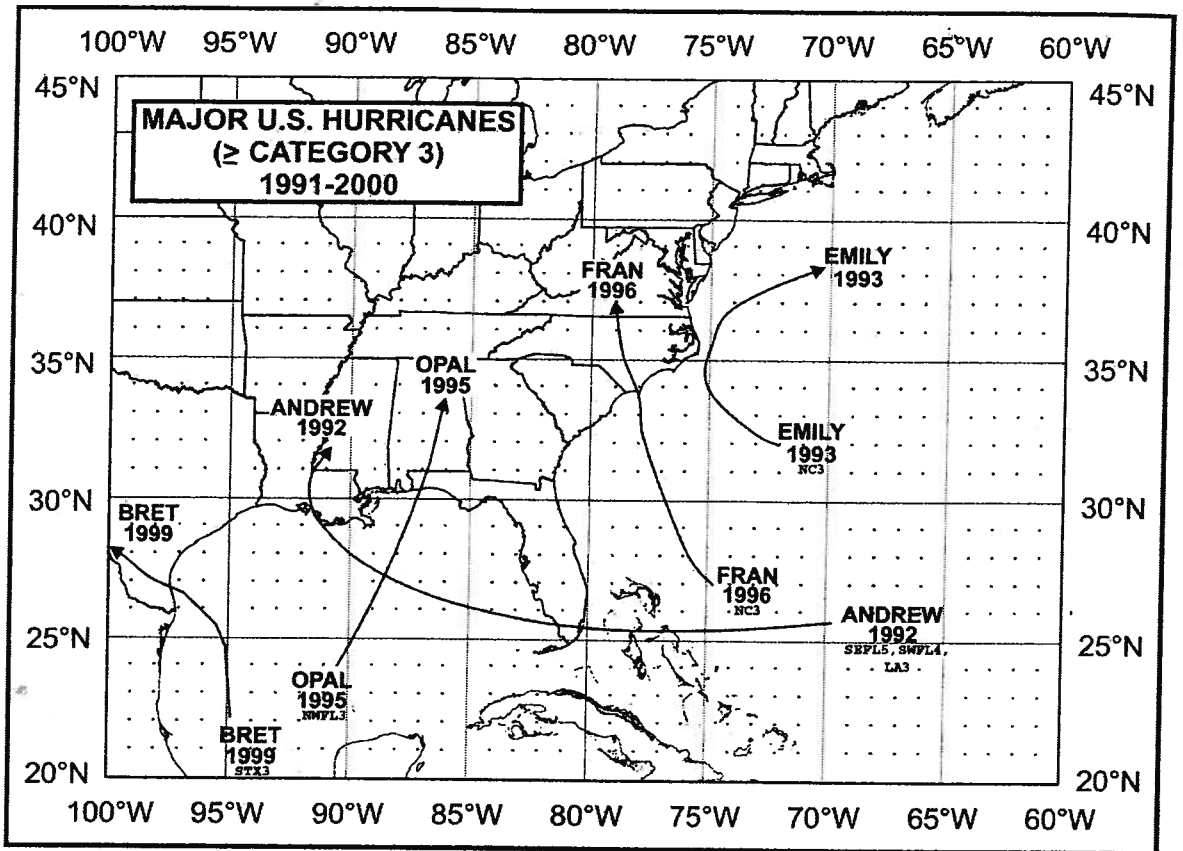 100°W 95°W 90°W 85°W 80°W 75°W 70°W 65°W 60°W
45°N 45°N
MAJOR U.S. HURRICANES
(≥ CATEGORY 3)
1991-2000
40°N 40°N
EMILY
1993
FRAN
1996
35°N 35°N
OPAL
1995
ANDREW
1992
EMILY
1993
NC3
30°N 30°N
BRET
1999
FRAN
1996
NC3
ANDREW
1992
SEFL5, SWFL4,
LA3
25°N 25°N
OPAL
1995
NWFL3
BRET
1999
STX3
20°N 20°N
100°W 95°W 90°W 85°W 80°W 75°W 70°W 65°W 60°W